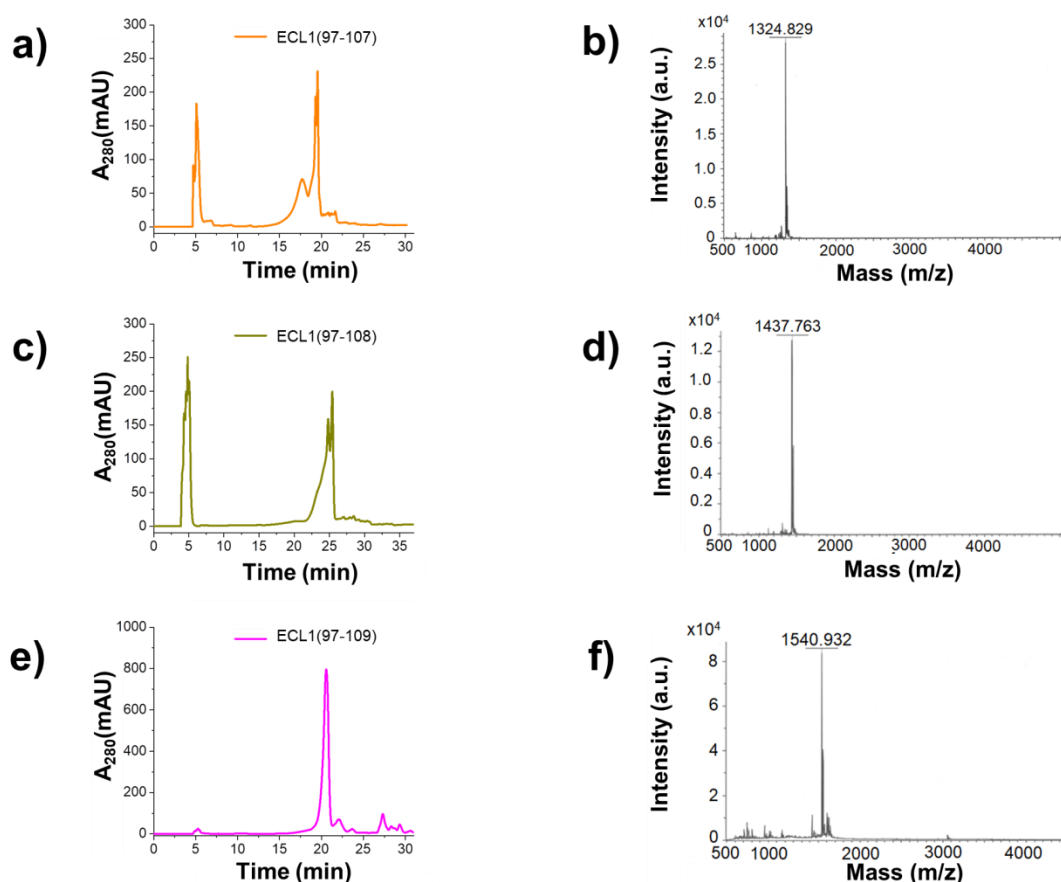 a)
ECL1(97-107)
A280(mAU)
300
250
200
150
100
50
0
0 5 10 15 20 25 30
Time (min)
b)
x10^4
1324.829
Intensity (a.u.)
2.5
2.0
1.5
1.0
0.5
0
500 1000 2000 3000 4000
Mass (m/z)
c)
ECL1(97-108)
A280(mAU)
300
250
200
150
100
50
0
0 5 10 15 20 25 30 35
Time (min)
d)
x10^4
1437.763
Intensity (a.u.)
1.2
1.0
0.8
0.6
0.4
0.2
0
500 1000 2000 3000 4000
Mass (m/z)
e)
ECL1(97-109)
A280(mAU)
1000
800
600
400
200
0
0 5 10 15 20 25 30
Time (min)
f)
x10^4
1540.932
Intensity (a.u.)
8
6
4
2
0
500 1000 2000 3000 4000
Mass (m/z)